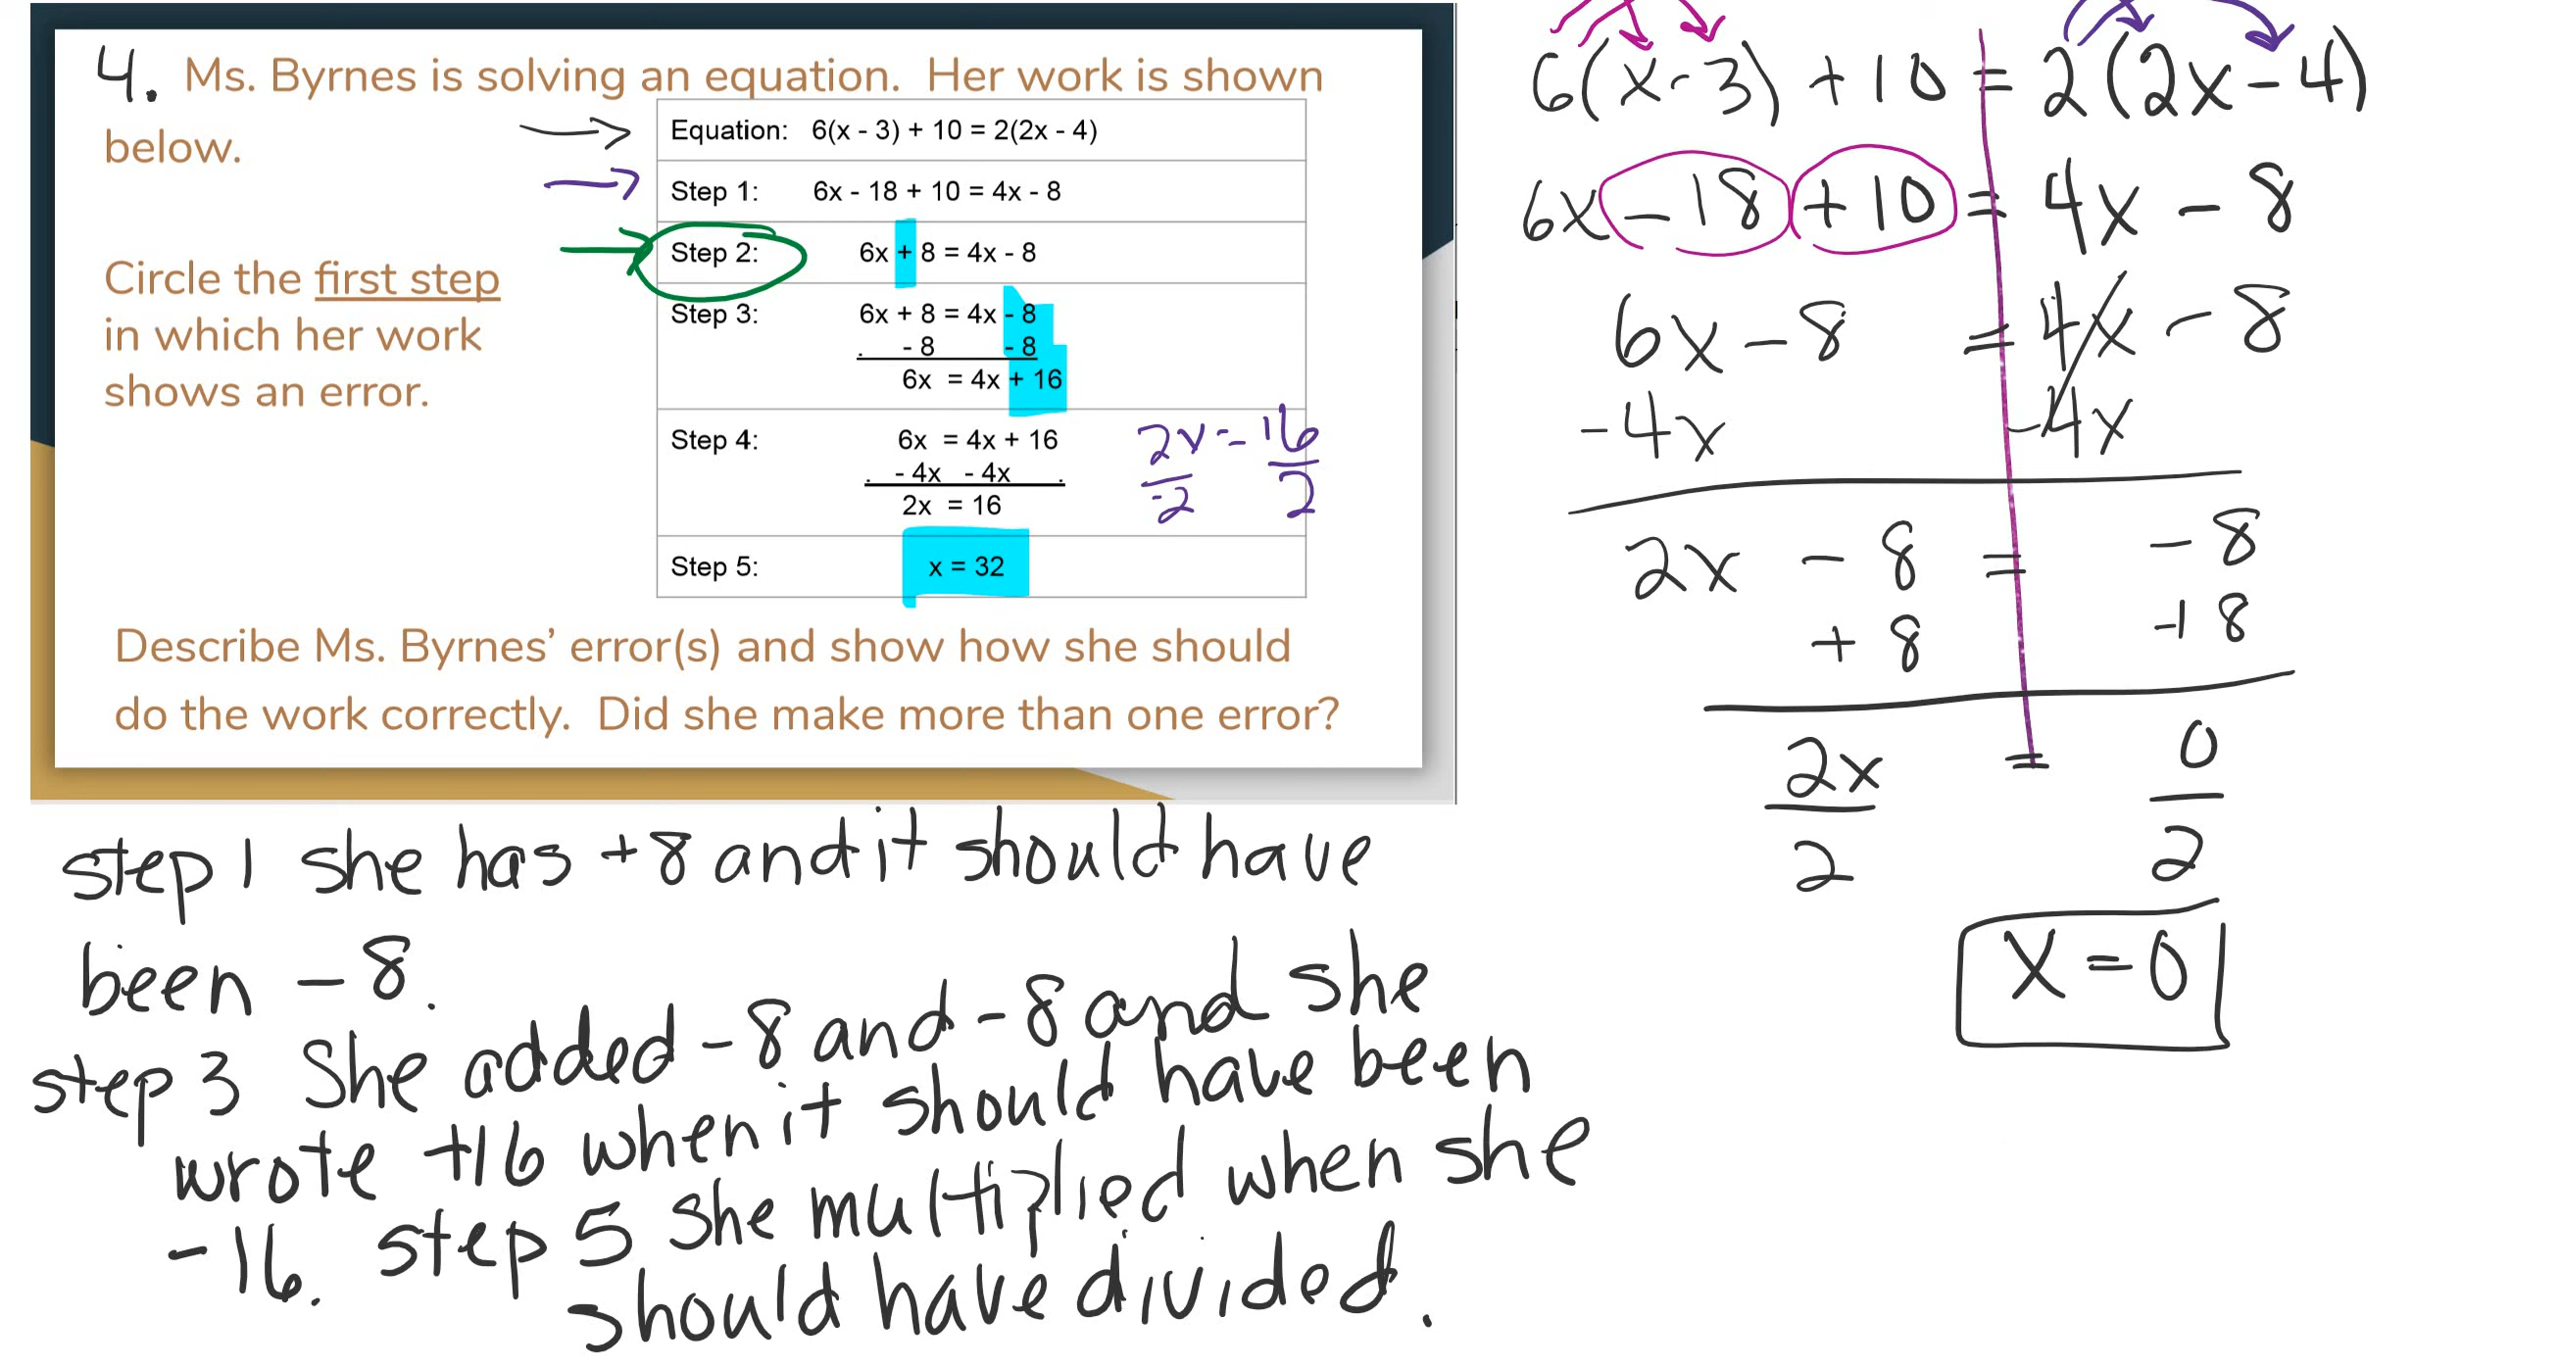 4. Ms. Byrnes is solving an equation. Her work is shown
below.
Equation: 6(x - 3) + 10 = 2(2x - 4)
Step 1: 6x - 18 + 10 = 4x - 8
Step 2: 6x + 8 = 4x - 8
Step 3: 6x + 8 = 4x - 8
- 8 - 8
6x = 4x + 16
Step 4: 6x = 4x + 16
- 4x - 4x
2x = 16
2x = 16
-2 2
Step 5: x = 32
Circle the first step
in which her work
shows an error.
Describe Ms. Byrnes' error(s) and show how she should
do the work correctly. Did she make more than one error?
6(x-3) + 10 = 2(2x-4)
6x - 18 + 10 = 4x - 8
6x - 8 = 4x - 8
-4x -4x
2x - 8 = - 8
+ 8 +8
2x = 0
2 2
x = 0
step 1 she has +8 and it should have
been -8.
step 3 She added -8 and -8 and she
wrote +16 when it should have been
-16. step 5 she multiplied when she
should have divided.